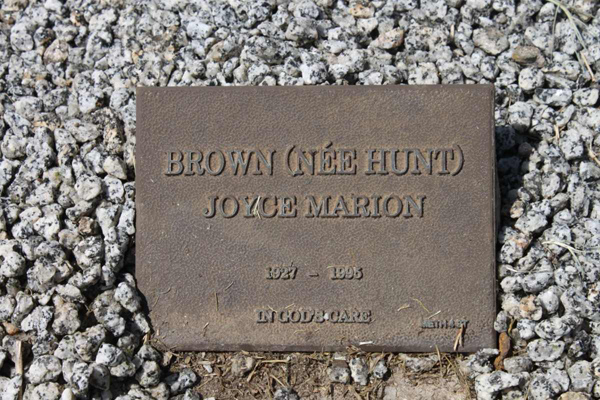 BROWN (NÉE HUNT)
JOYCE MARION
1927 – 1995
IN GOD'S CARE